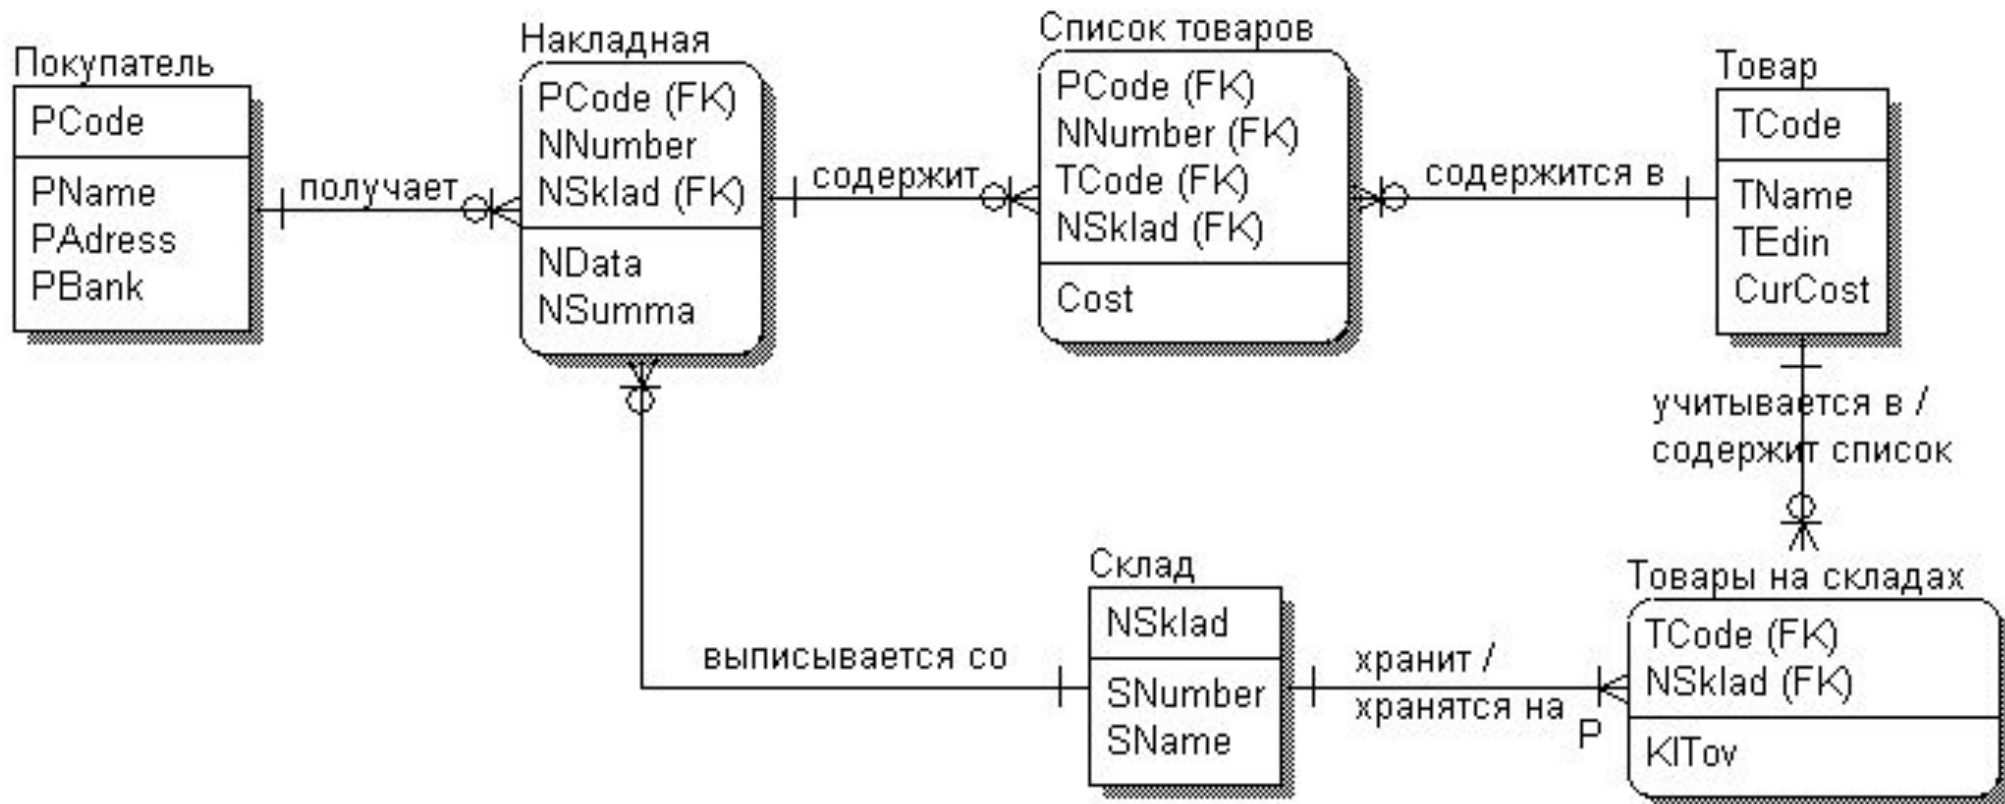 Покупатель
PCode
PName
PAdress
PBank
получает
Накладная
PCode (FK)
NNumber
NSklad (FK)
NData
NSumma
содержит
Список товаров
PCode (FK)
NNumber (FK)
TCode (FK)
NSklad (FK)
Cost
содержится в
Товар
TCode
TName
TEdin
CurCost
учитывается в /
содержит список
выписывается со
Склад
NSklad
SNumber
SName
хранит /
хранятся на
P
Товары на складах
TCode (FK)
NSklad (FK)
KlTov